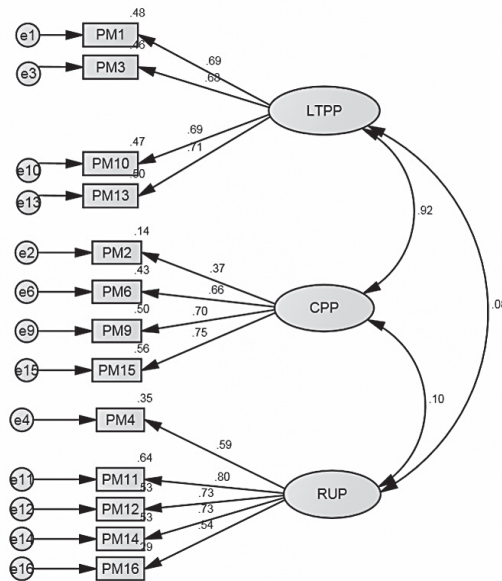 .48
e1 PM1
.46
e3 PM3
.69
.68
LTPP
.47
.69
e10 PM10
.71
.50
e13 PM13
.92
.14
e2 PM2
.37
.43
e6 PM6
.66
CPP
.50
.70
e9 PM9
.75
.56
e15 PM15
.08
.10
.35
e4 PM4
.59
.64
e11 PM11
.80
.53
e12 PM12
.73
RUP
.53
.73
e14 PM14
.54
.29
e16 PM16